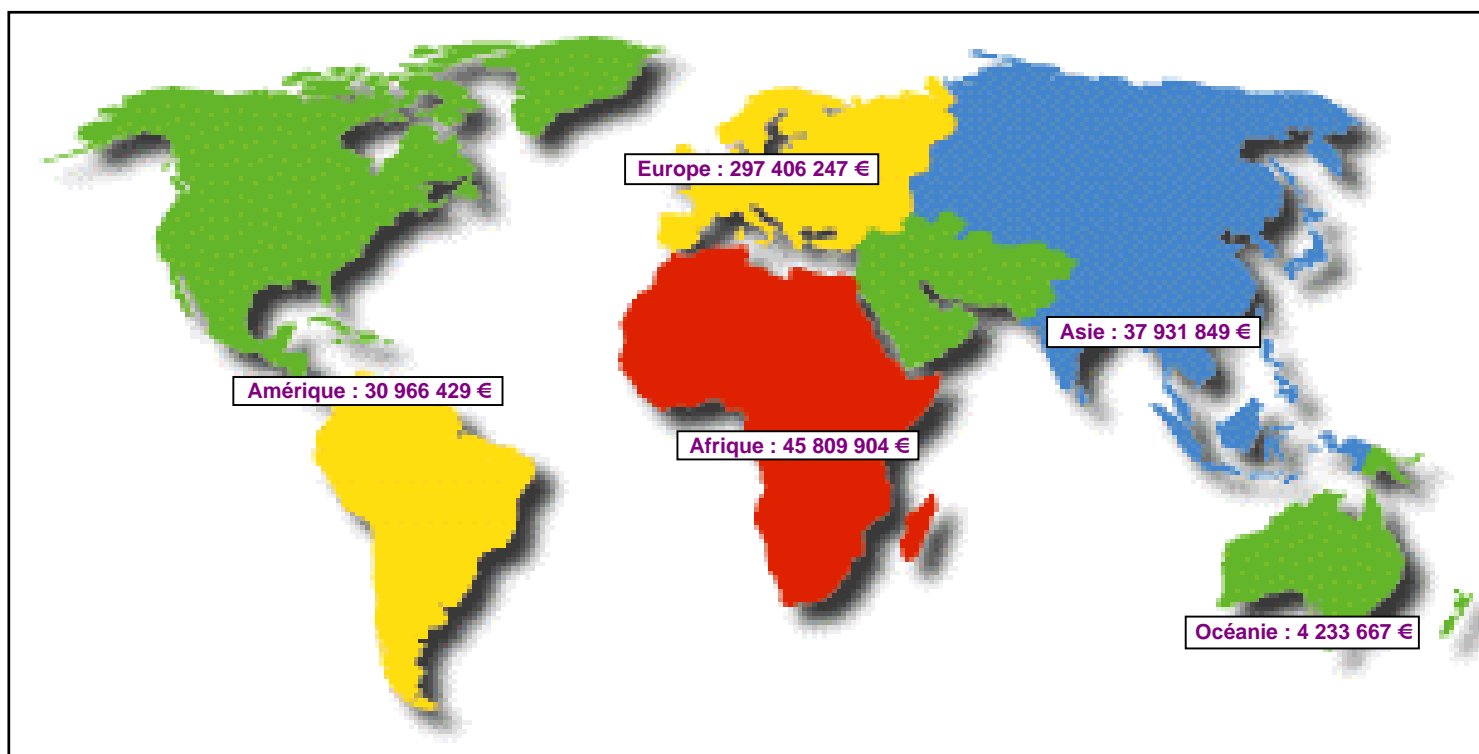 Europe : 297 406 247 €
Asie : 37 931 849 €
Amérique : 30 966 429 €
Afrique : 45 809 904 €
Océanie : 4 233 667 €